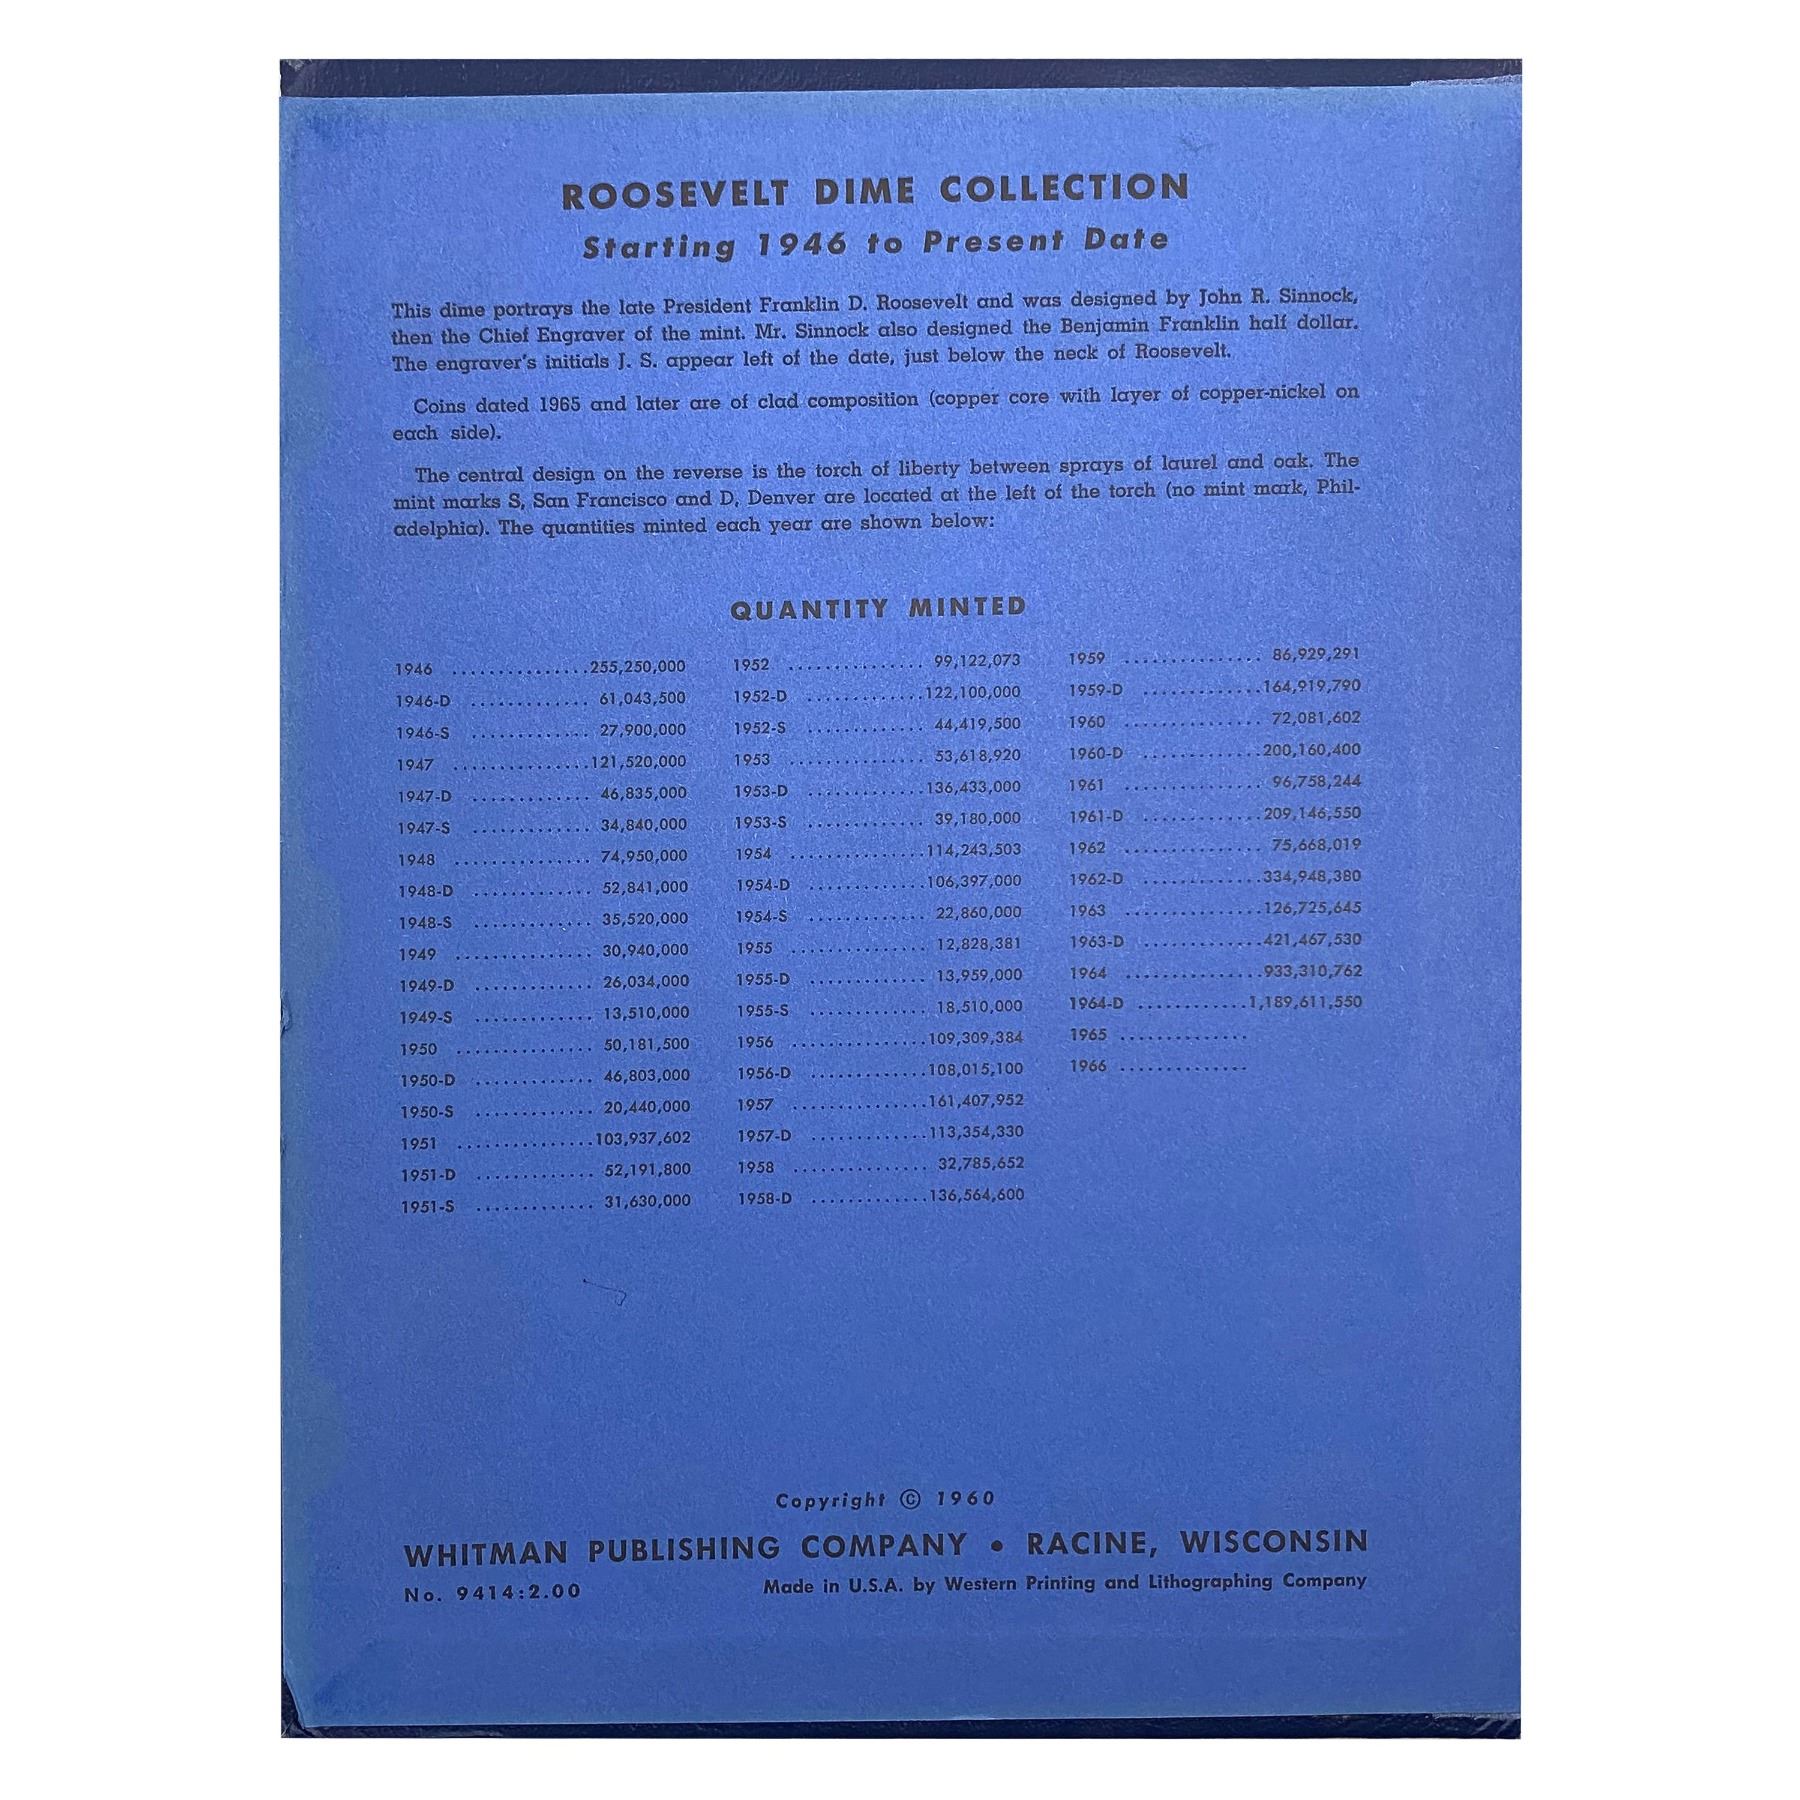 ROOSEVELT DIME COLLECTION
Starting 1946 to Present Date
This dime portrays the late President Franklin D. Roosevelt and was designed by John R. Sinnock,
then the Chief Engraver of the mint. Mr. Sinnock also designed the Benjamin Franklin half dollar.
The engraver's initials J. S. appear left of the date, just below the neck of Roosevelt.
Coins dated 1965 and later are of clad composition (copper core with layer of copper-nickel on
each side).
The central design on the reverse is the torch of liberty between sprays of laurel and oak. The
mint marks S, San Francisco and D, Denver are located at the left of the torch (no mint mark, Phil-
adelphia). The quantities minted each year are shown below:
QUANTITY MINTED
1946 ...............255,250,000
1946-D ............. 61,043,500
1946-S ............. 27,900,000
1947 ...............121,520,000
1947-D ............. 46,835,000
1947-S ............. 34,840,000
1948 ............... 74,950,000
1948-D ............. 52,841,000
1948-S ............. 35,520,000
1949 ............... 30,940,000
1949-D ............. 26,034,000
1949-S ............. 13,510,000
1950 ............... 50,181,500
1950-D ............. 46,803,000
1950-S ............. 20,440,000
1951 ...............103,937,602
1951-D ............. 52,191,800
1951-S ............. 31,630,000
1952 ............... 99,122,073
1952-D .............122,100,000
1952-S ............. 44,419,500
1953 ............... 53,618,920
1953-D .............136,433,000
1953-S ............. 39,180,000
1954 ...............114,243,503
1954-D .............106,397,000
1954-S ............. 22,860,000
1955 ............... 12,828,381
1955-D ............. 13,959,000
1955-S ............. 18,510,000
1956 ...............109,309,384
1956-D .............108,015,100
1957 ...............161,407,952
1957-D .............113,354,330
1958 ............... 32,785,652
1958-D .............136,564,600
1959 ............... 86,929,291
1959-D .............164,919,790
1960 ............... 72,081,602
1960-D .............200,160,400
1961 ............... 96,758,244
1961-D .............209,146,550
1962 ............... 75,668,019
1962-D .............334,948,380
1963 ...............126,725,645
1963-D .............421,467,530
1964 ...............933,310,762
1964-D ............1,189,611,550
1965 ..............
1966 ..............
Copyright © 1960
WHITMAN PUBLISHING COMPANY • RACINE, WISCONSIN
No. 9414:2.00 Made in U.S.A. by Western Printing and Lithographing Company